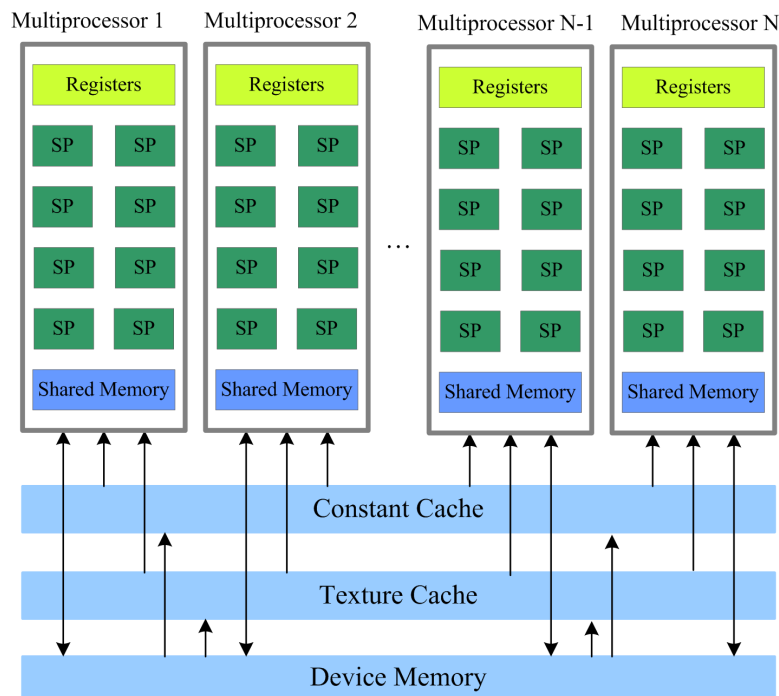 Multiprocessor 1 Multiprocessor 2 Multiprocessor N-1 Multiprocessor N
Registers Registers Registers Registers
SP SP SP SP SP SP SP SP
SP SP SP SP SP SP SP SP
...
SP SP SP SP SP SP SP SP
SP SP SP SP SP SP SP SP
Shared Memory Shared Memory Shared Memory Shared Memory
Constant Cache
Texture Cache
Device Memory